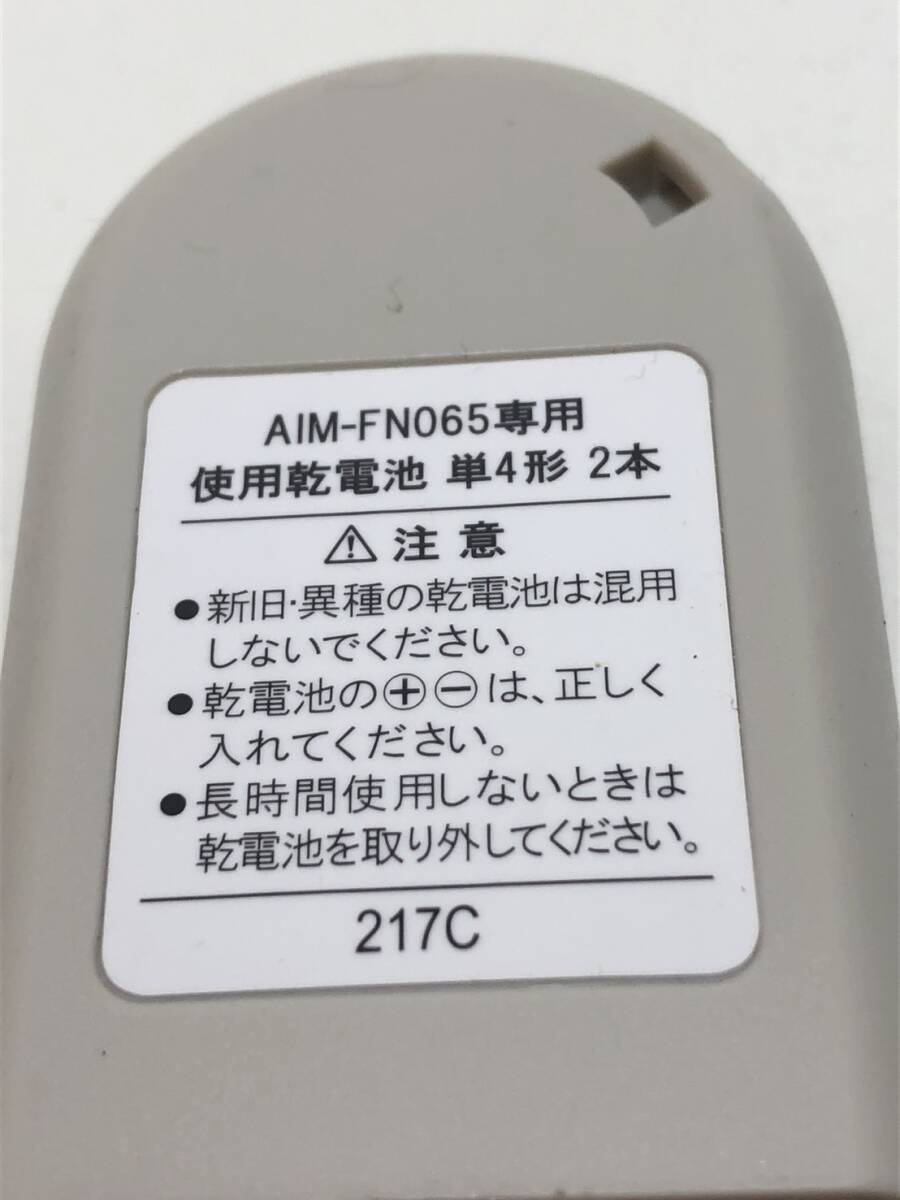 AIM-FN065専用
使用乾電池 単4形 2本
⚠ 注 意
●新旧・異種の乾電池は混用
しないでください。
●乾電池の⊕⊖は、正しく
入れてください。
●長時間使用しないときは
乾電池を取り外してください。
217C